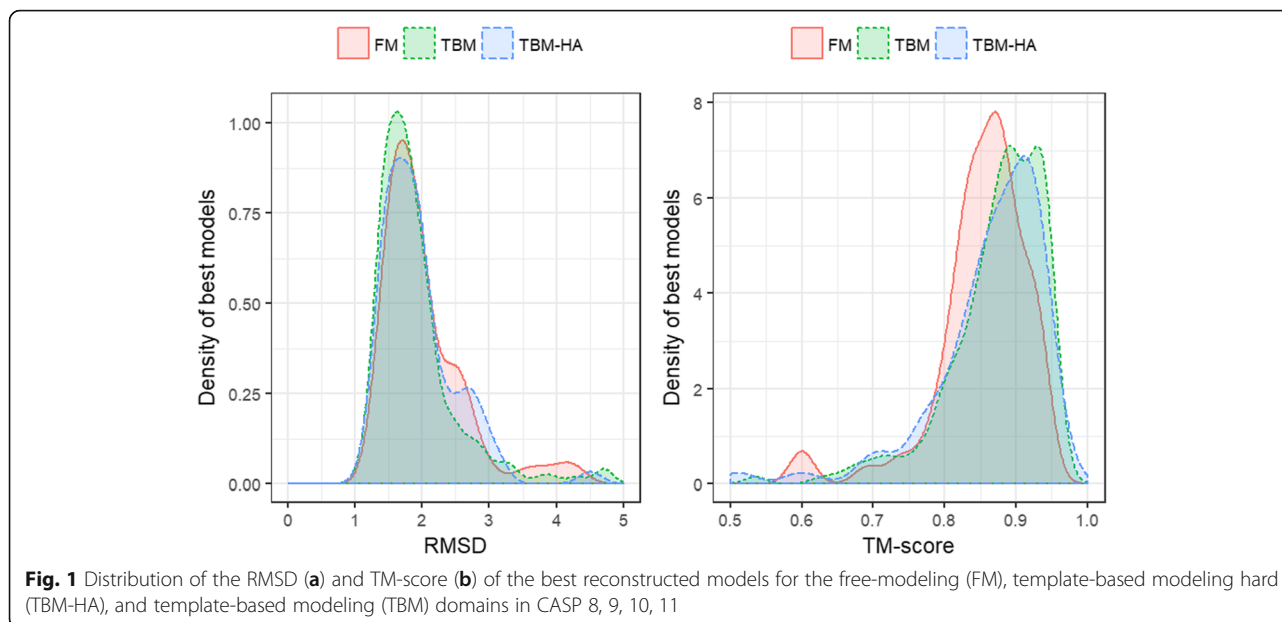 FM TBM TBM-HA
FM TBM TBM-HA
Density of best models
1.00
0.75
0.50
0.25
0.00
0 1 2 3 4 5
RMSD
Density of best models
8
6
4
2
0
0.5 0.6 0.7 0.8 0.9 1.0
TM-score
Fig. 1 Distribution of the RMSD (a) and TM-score (b) of the best reconstructed models for the free-modeling (FM), template-based modeling hard
(TBM-HA), and template-based modeling (TBM) domains in CASP 8, 9, 10, 11